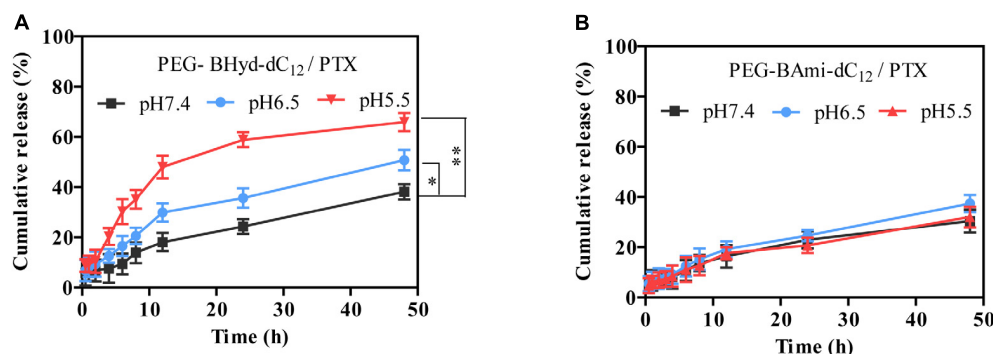 A
PEG- BHyd-dC₁₂ / PTX
pH7.4 pH6.5 pH5.5
Cumulative release (%)
100
80
60
40
20
0
0 10 20 30 40 50
Time (h)
*
**
B
PEG-BAmi-dC₁₂ / PTX
pH7.4 pH6.5 pH5.5
Cumulative release (%)
100
80
60
40
20
0
0 10 20 30 40 50
Time (h)